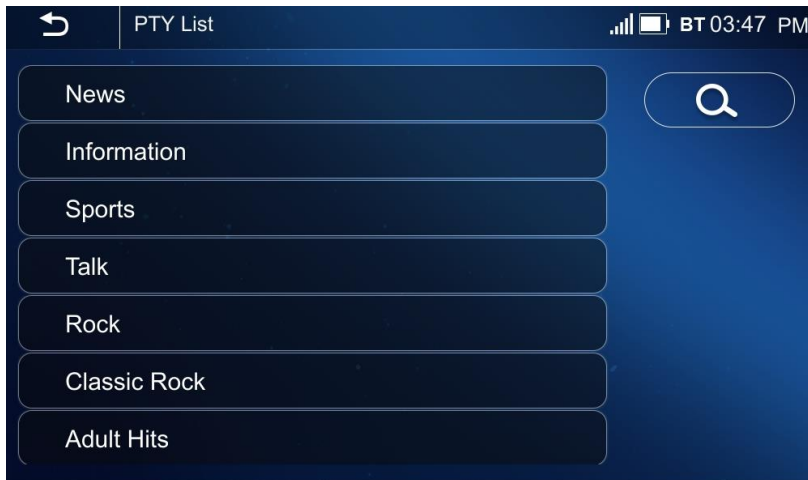 PTY List
BT 03:47 PM
News
Information
Sports
Talk
Rock
Classic Rock
Adult Hits